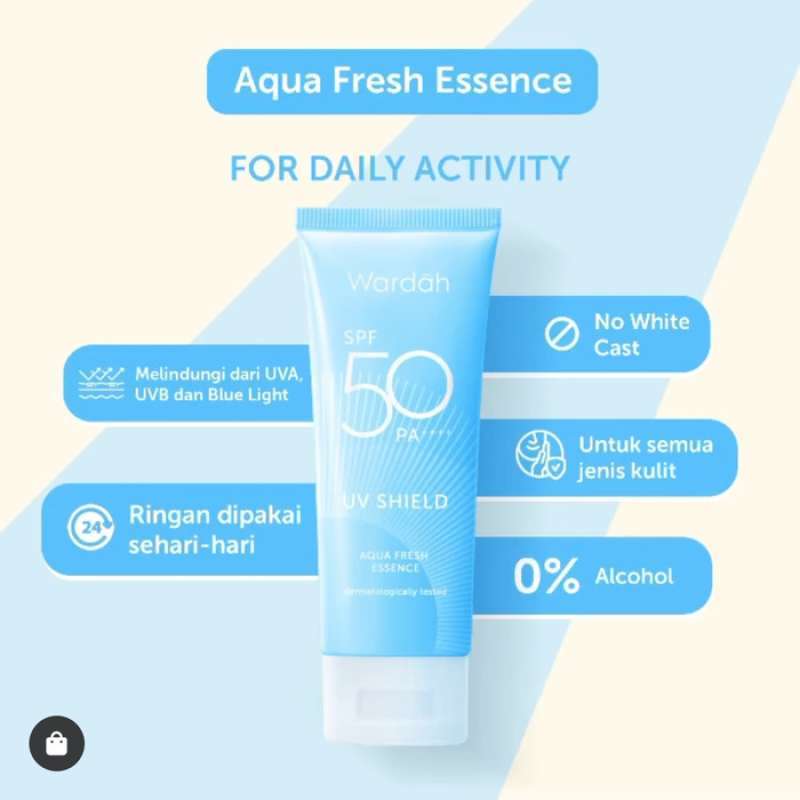 Aqua Fresh Essence
FOR DAILY ACTIVITY
Wardah
SPF
50
PA++++
UV SHIELD
AQUA FRESH
ESSENCE
dermatologically tested
Melindungi dari UVA,
UVB dan Blue Light
24
Ringan dipakai
sehari-hari
No White
Cast
Untuk semua
jenis kulit
0% Alcohol